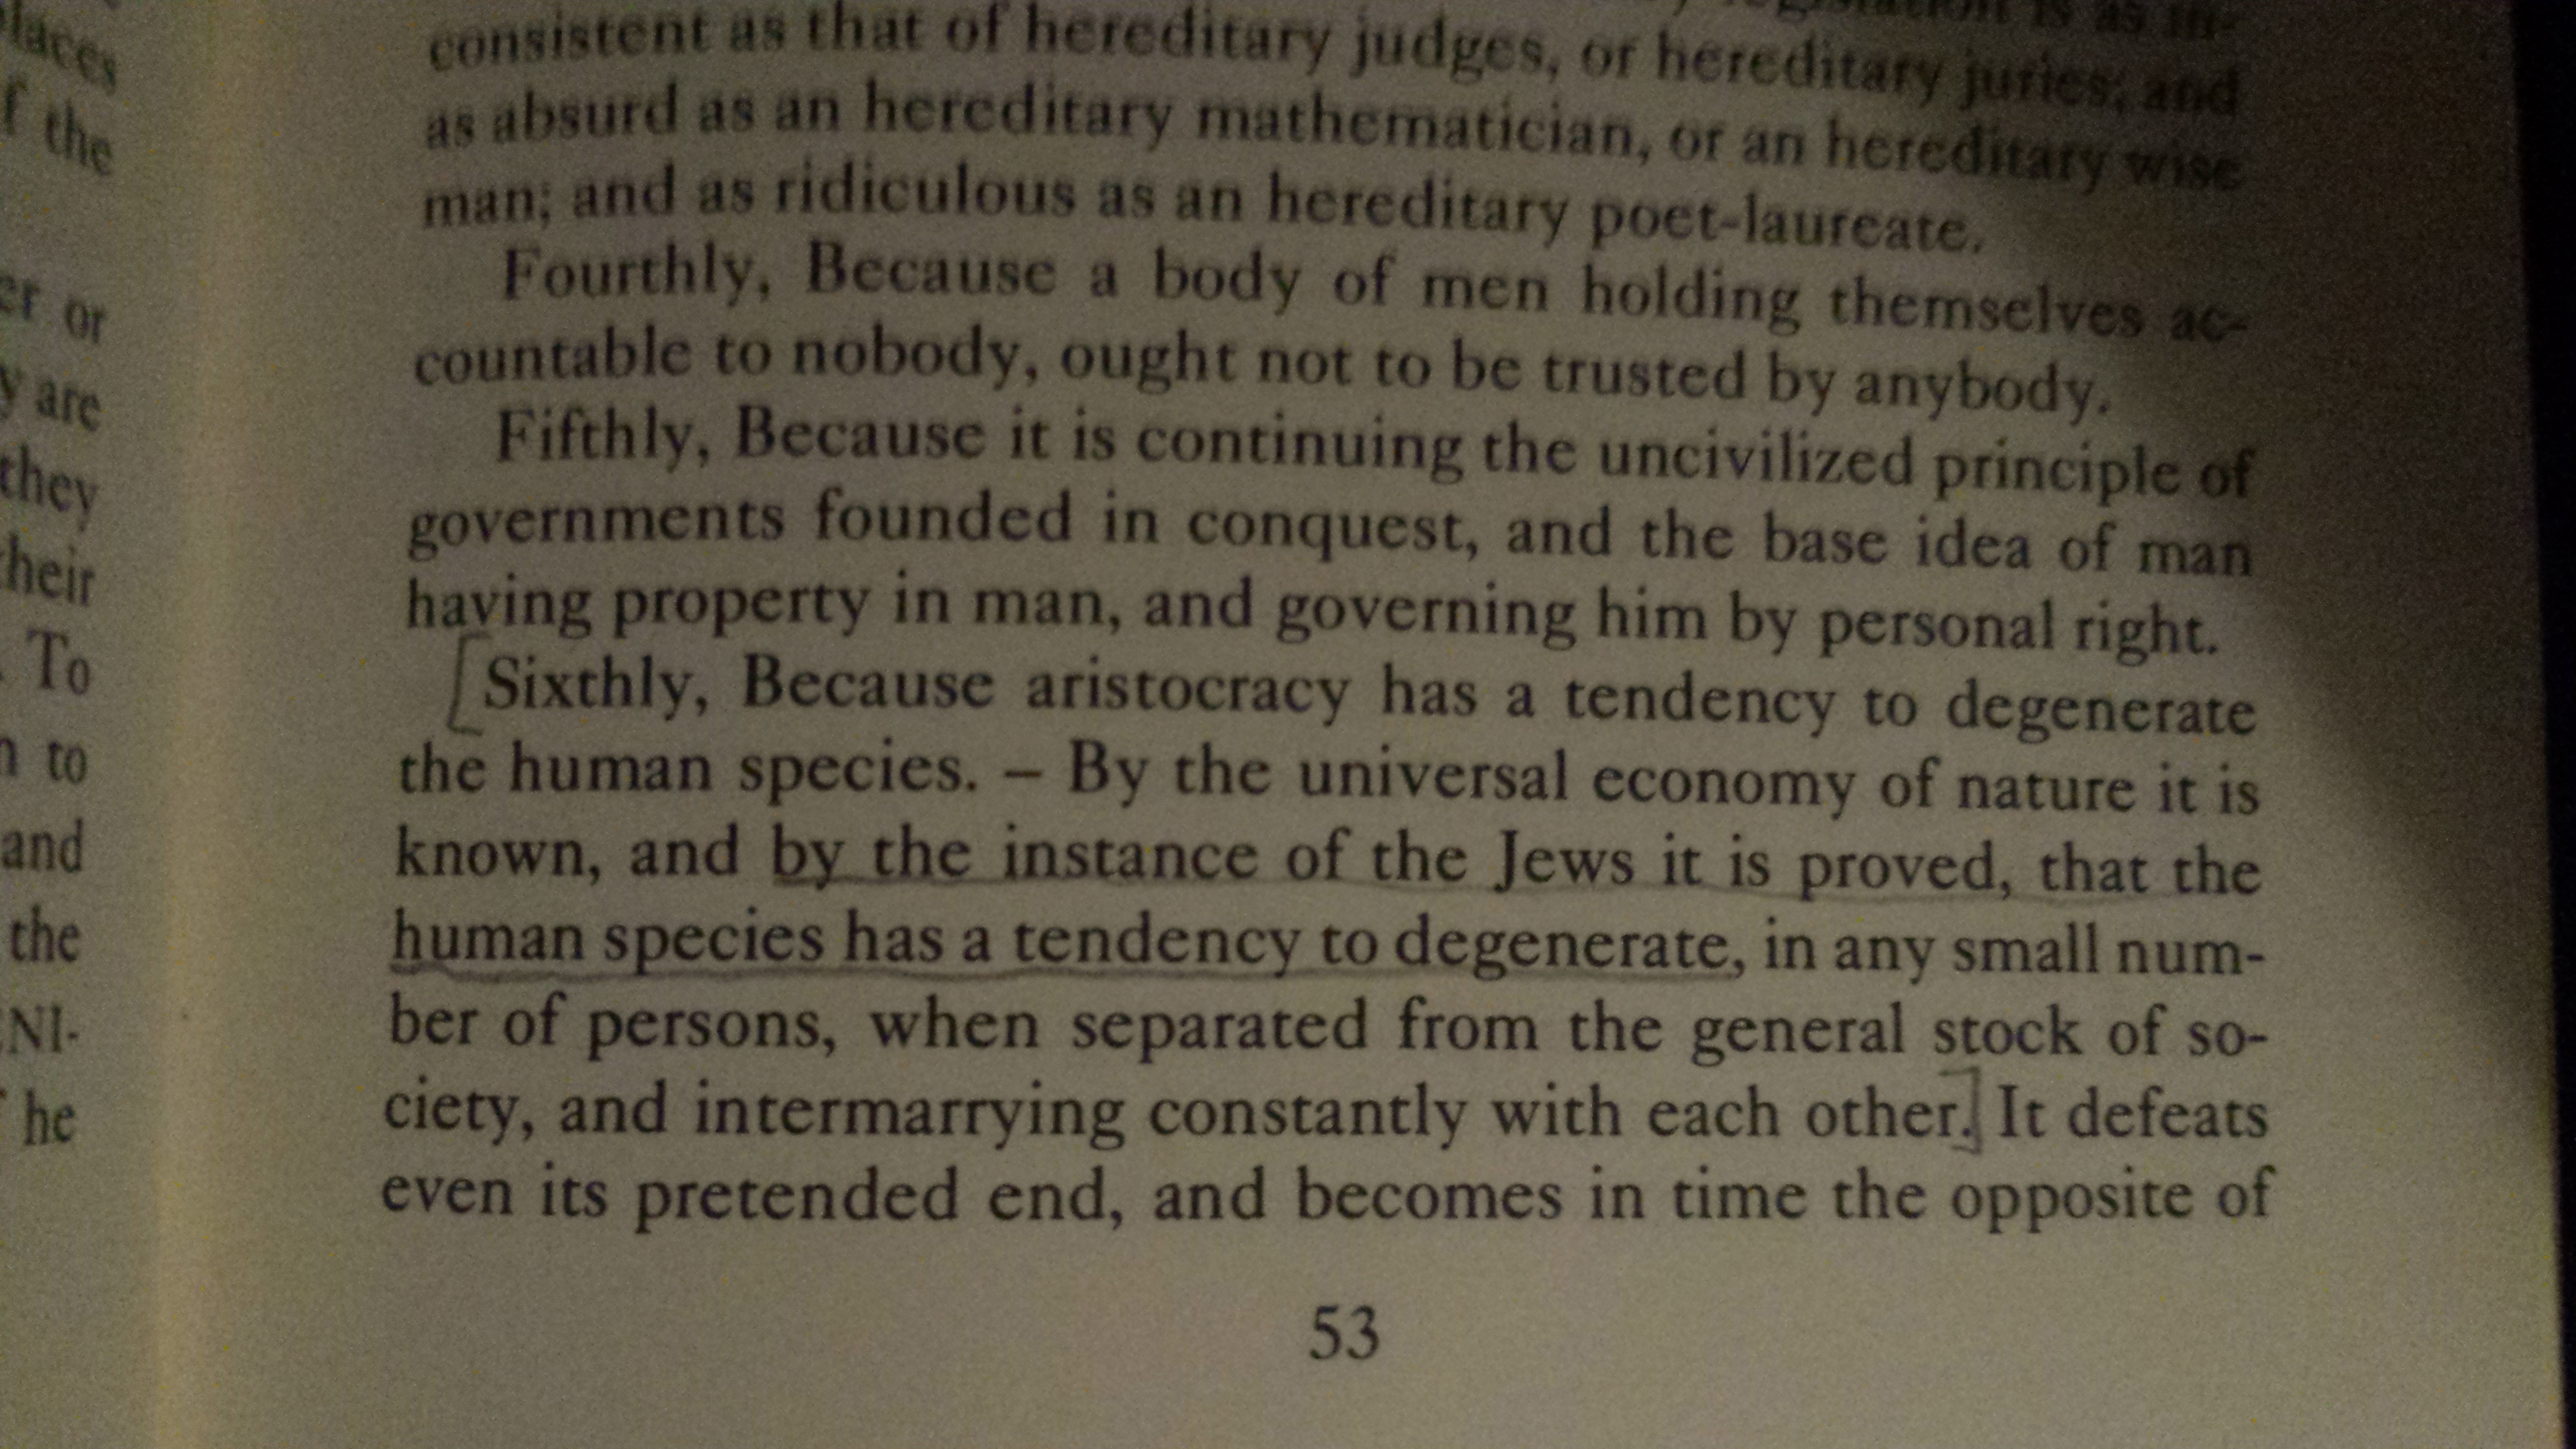 laces
f the
er or
y are
they
heir
. To
n to
and
the
NI-
he
consistent as that of hereditary judges, or hereditary juries; and
as absurd as an hereditary mathematician, or an hereditary wise
man; and as ridiculous as an hereditary poet-laureate.
Fourthly, Because a body of men holding themselves ac-
countable to nobody, ought not to be trusted by anybody.
Fifthly, Because it is continuing the uncivilized principle of
governments founded in conquest, and the base idea of man
having property in man, and governing him by personal right.
[Sixthly, Because aristocracy has a tendency to degenerate
the human species. – By the universal economy of nature it is
known, and by the instance of the Jews it is proved, that the
human species has a tendency to degenerate, in any small num-
ber of persons, when separated from the general stock of so-
ciety, and intermarrying constantly with each other.] It defeats
even its pretended end, and becomes in time the opposite of
53